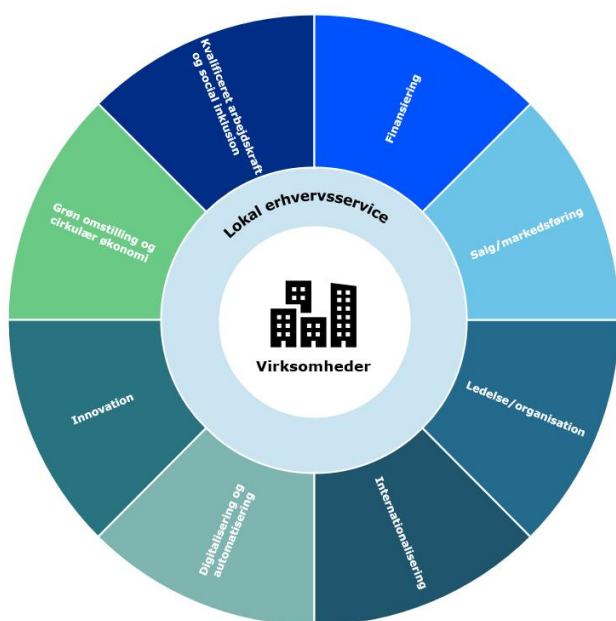 Kvalificeret arbejdskraft
og social inklusion
Finansiering
Grøn omstilling og
cirkulær økonomi
Lokal erhvervsservice
Salg/markedsføring
Virksomheder
Innovation
Ledelse/organisation
Digitalisering og
automatisering
Internationalisering